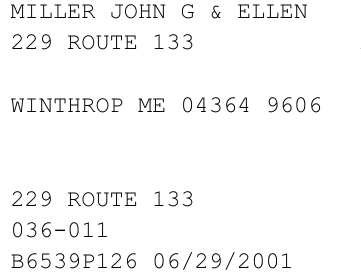 MILLER JOHN G & ELLEN
229 ROUTE 133
WINTHROP ME 04364 9606
229 ROUTE 133
036-011
B6539P126 06/29/2001